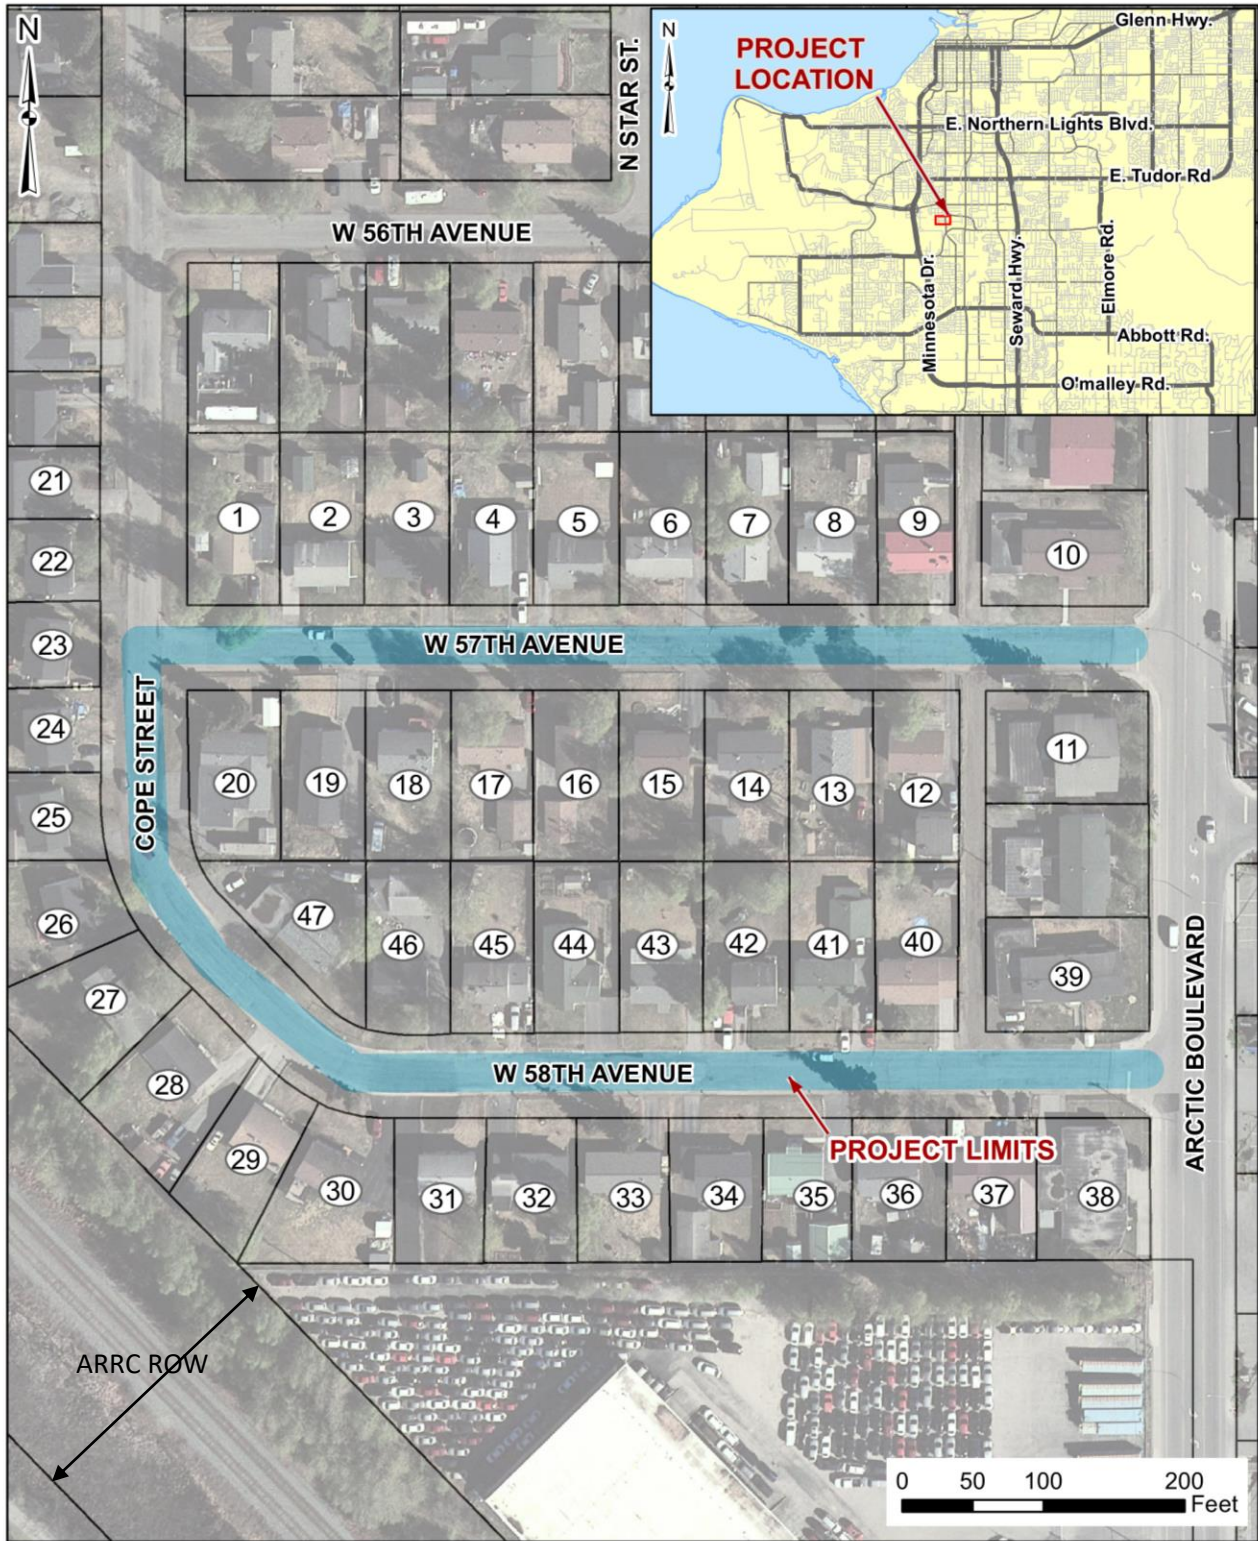 N
N STAR ST.
W 56TH AVENUE
N
PROJECT
LOCATION
Glenn Hwy.
E. Northern Lights Blvd.
E. Tudor Rd
Minnesota Dr.
Seward Hwy.
Elmore Rd.
Abbott Rd.
O'malley Rd.
21
1
2
3
4
5
6
7
8
9
10
22
23
W 57TH AVENUE
24
COPE STREET
20
19
18
17
16
15
14
13
12
11
25
26
47
46
45
44
43
42
41
40
39
27
ARCTIC BOULEVARD
W 58TH AVENUE
28
PROJECT LIMITS
29
30
31
32
33
34
35
36
37
38
ARRC ROW
0 50 100 200
Feet